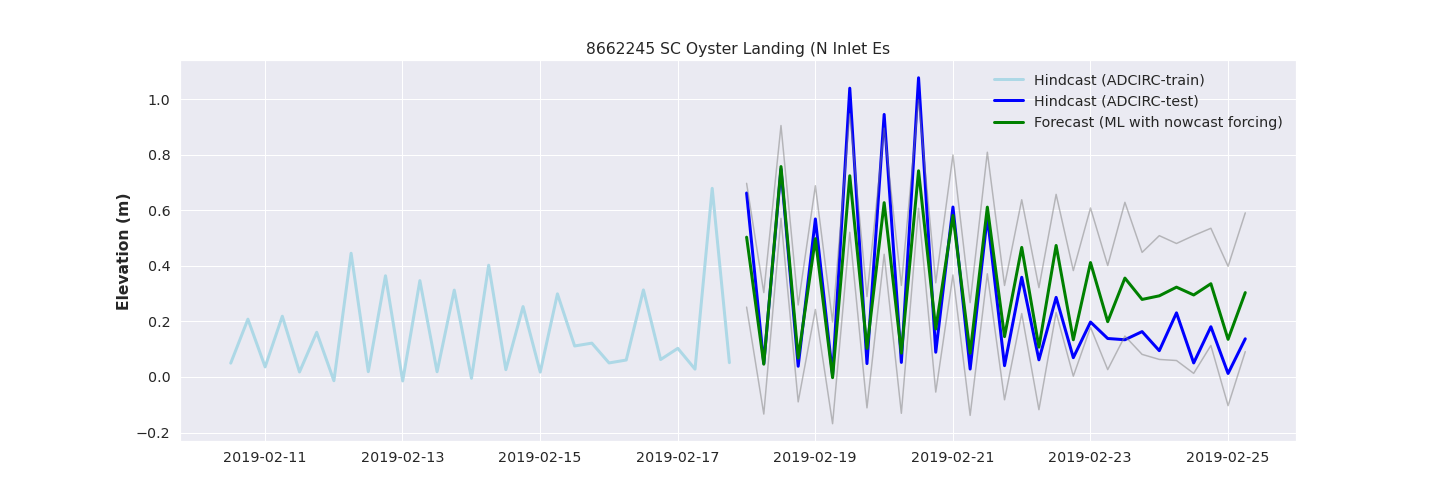 8662245 SC Oyster Landing (N Inlet Es
Hindcast (ADCIRC-train)
Hindcast (ADCIRC-test)
Forecast (ML with nowcast forcing)
Elevation (m)
1.0
0.8
0.6
0.4
0.2
0.0
−0.2
2019-02-11 2019-02-13 2019-02-15 2019-02-17 2019-02-19 2019-02-21 2019-02-23 2019-02-25